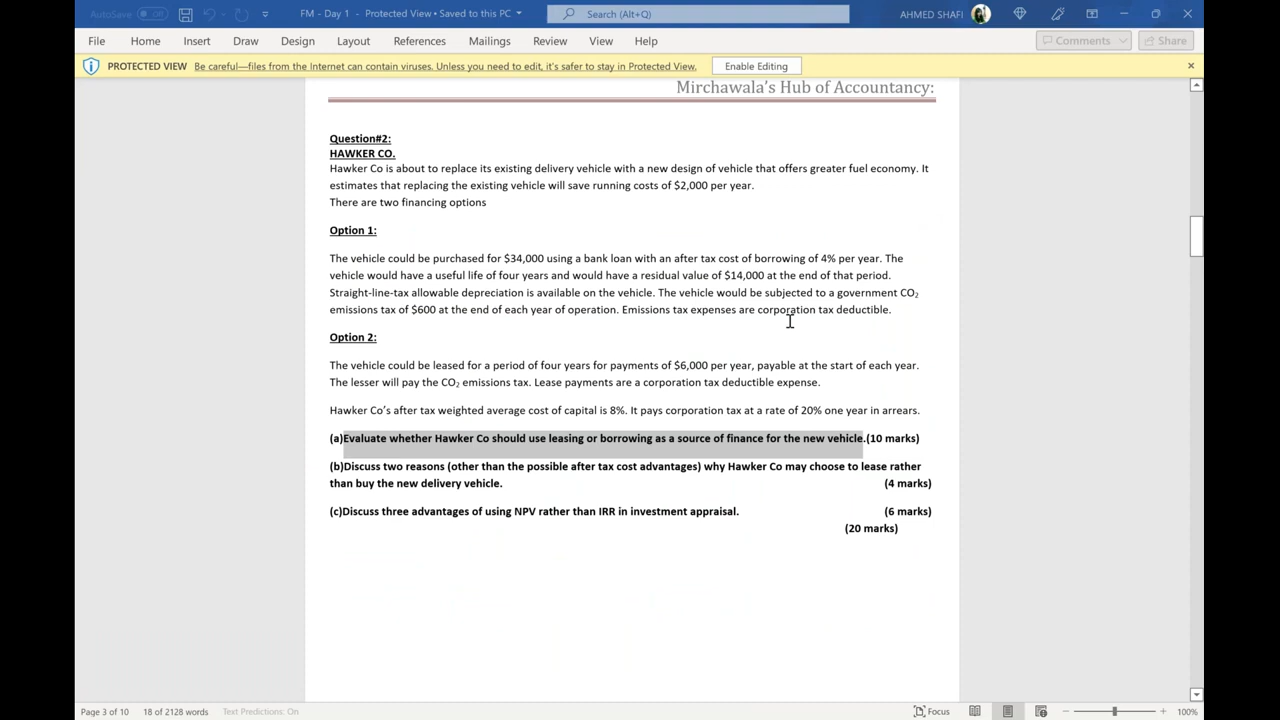 AutoSave Off FM - Day 1 - Protected View • Saved to this PC Search (Alt+Q) AHMED SHAFI
File Home Insert Draw Design Layout References Mailings Review View Help Comments Share
PROTECTED VIEW Be careful—files from the Internet can contain viruses. Unless you need to edit, it's safer to stay in Protected View. Enable Editing
Mirchawala's Hub of Accountancy:
Question#2:
HAWKER CO.
Hawker Co is about to replace its existing delivery vehicle with a new design of vehicle that offers greater fuel economy. It
estimates that replacing the existing vehicle will save running costs of $2,000 per year.
There are two financing options
Option 1:
The vehicle could be purchased for $34,000 using a bank loan with an after tax cost of borrowing of 4% per year. The
vehicle would have a useful life of four years and would have a residual value of $14,000 at the end of that period.
Straight-line-tax allowable depreciation is available on the vehicle. The vehicle would be subjected to a government CO₂
emissions tax of $600 at the end of each year of operation. Emissions tax expenses are corporation tax deductible.
Option 2:
The vehicle could be leased for a period of four years for payments of $6,000 per year, payable at the start of each year.
The lesser will pay the CO₂ emissions tax. Lease payments are a corporation tax deductible expense.
Hawker Co's after tax weighted average cost of capital is 8%. It pays corporation tax at a rate of 20% one year in arrears.
(a)Evaluate whether Hawker Co should use leasing or borrowing as a source of finance for the new vehicle.(10 marks)
(b)Discuss two reasons (other than the possible after tax cost advantages) why Hawker Co may choose to lease rather
than buy the new delivery vehicle. (4 marks)
(c)Discuss three advantages of using NPV rather than IRR in investment appraisal. (6 marks)
(20 marks)
Page 3 of 10 18 of 2128 words Text Predictions: On Focus 100%